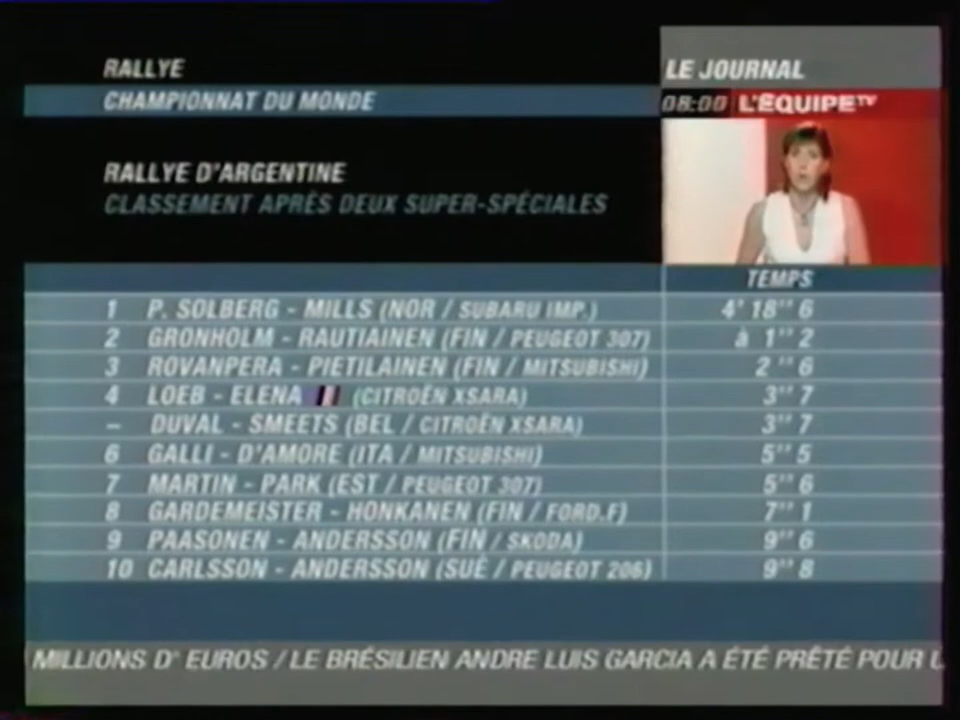 RALLYE
LE JOURNAL
CHAMPIONNAT DU MONDE
08:00 L'ÉQUIPE TV
RALLYE D'ARGENTINE
CLASSEMENT APRÈS DEUX SUPER-SPÉCIALES
TEMPS
1 P. SOLBERG - MILLS (NOR / SUBARU IMP.) 4' 18'' 6
2 GRONHOLM - RAUTIAINEN (FIN / PEUGEOT 307) à 1'' 2
3 ROVANPERA - PIETILAINEN (FIN / MITSUBISHI) 2 '' 6
4 LOEB - ELENA (CITROËN XSARA) 3'' 7
– DUVAL - SMEETS (BEL / CITROËN XSARA) 3'' 7
6 GALLI - D'AMORE (ITA / MITSUBISHI) 5'' 5
7 MARTIN - PARK (EST / PEUGEOT 307) 5'' 6
8 GARDEMEISTER - HONKANEN (FIN / FORD.F) 7'' 1
9 PAASONEN - ANDERSSON (FIN / SKODA) 9'' 6
10 CARLSSON - ANDERSSON (SUÈ / PEUGEOT 206) 9'' 8
MILLIONS D' EUROS / LE BRÉSILIEN ANDRE LUIS GARCIA A ÉTÉ PRÊTÉ POUR